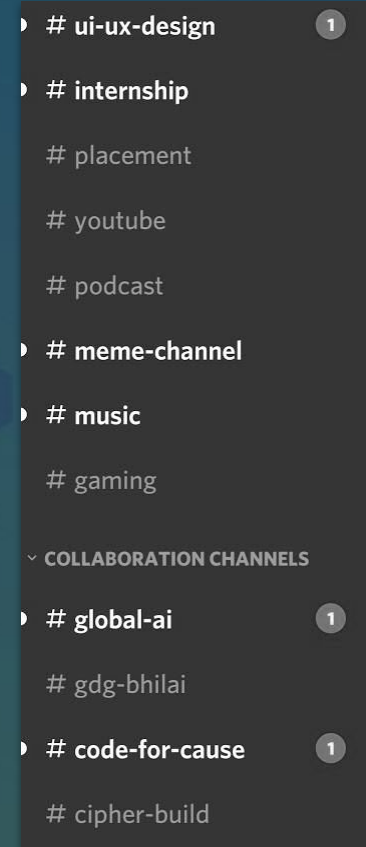 # ui-ux-design 1
# internship
# placement
# youtube
# podcast
# meme-channel
# music
# gaming
COLLABORATION CHANNELS
# global-ai 1
# gdg-bhilai
# code-for-cause 1
# cipher-build